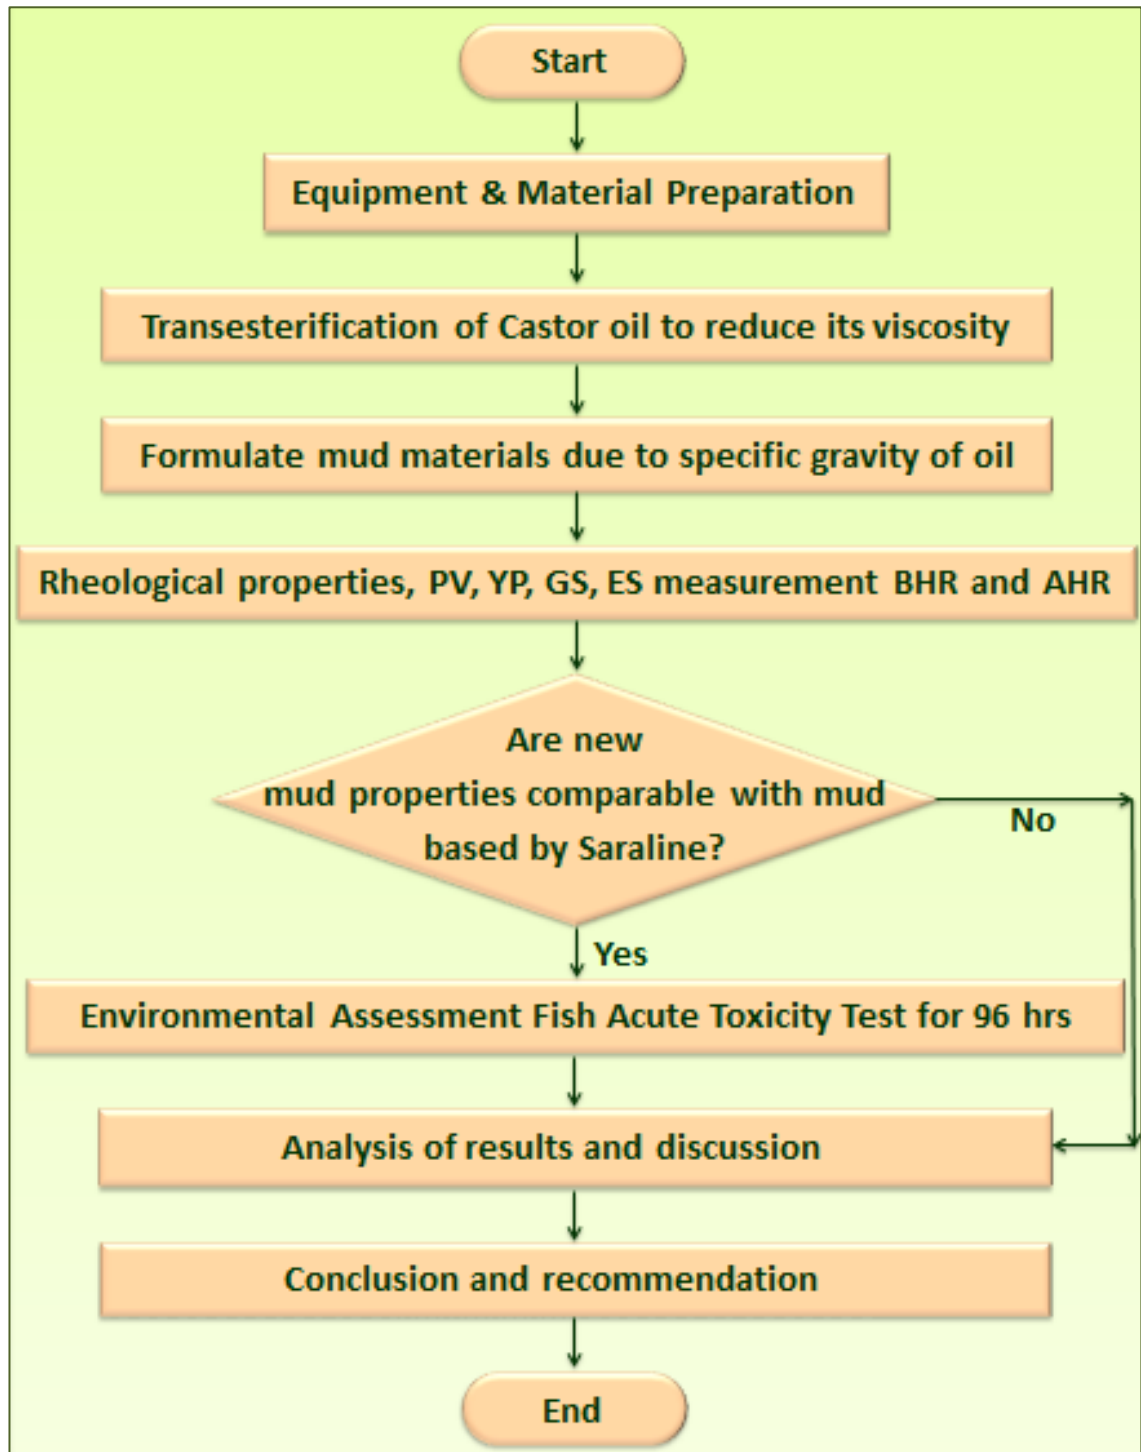 Start
Equipment & Material Preparation
Transesterification of Castor oil to reduce its viscosity
Formulate mud materials due to specific gravity of oil
Rheological properties, PV, YP, GS, ES measurement BHR and AHR
Are new
mud properties comparable with mud
based by Saraline?
No
Yes
Environmental Assessment Fish Acute Toxicity Test for 96 hrs
Analysis of results and discussion
Conclusion and recommendation
End